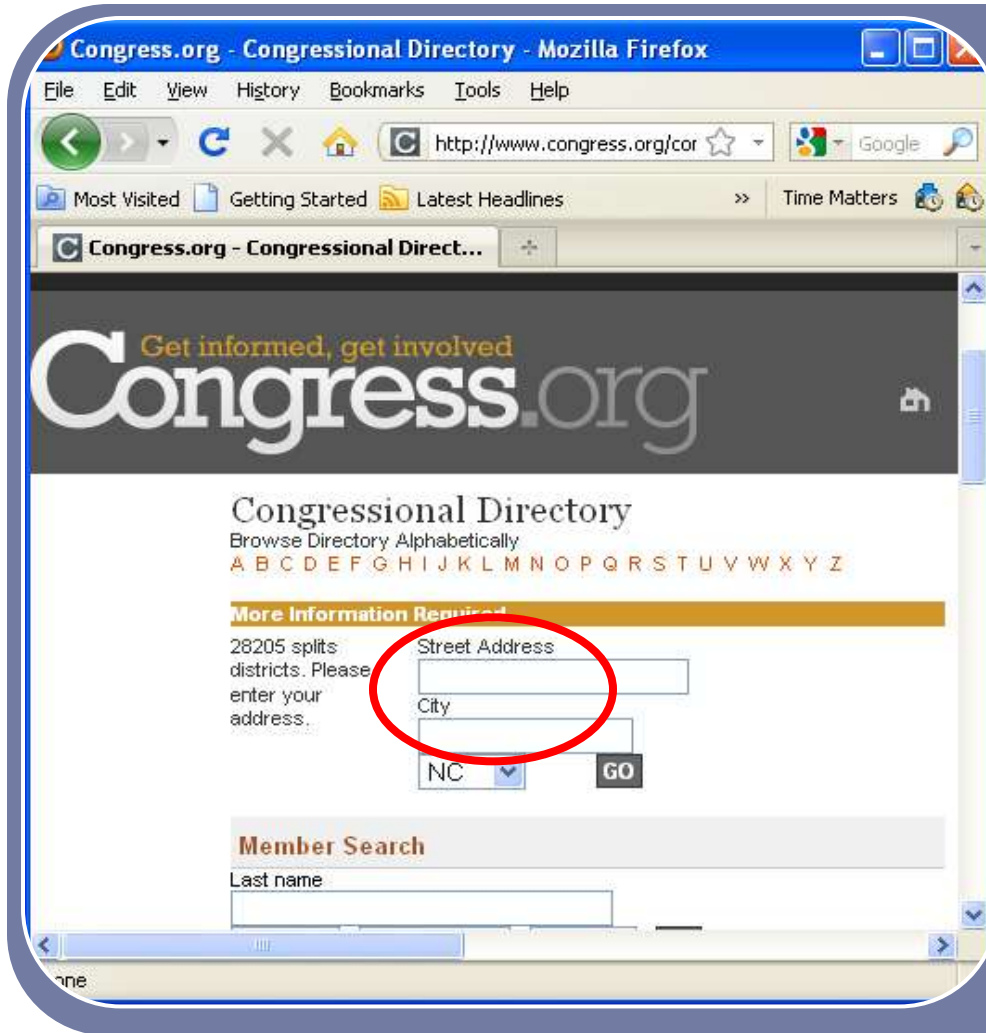 Congress.org - Congressional Directory - Mozilla Firefox
File Edit View History Bookmarks Tools Help
http://www.congress.org/cor Google
Most Visited Getting Started Latest Headlines » Time Matters
Congress.org - Congressional Direct...
Get informed, get involved
Congress.org
Congressional Directory
Browse Directory Alphabetically
A B C D E F G H I J K L M N O P Q R S T U V W X Y Z
More Information Required
28205 splits
districts. Please
enter your
address.
Street Address
City
NC GO
Member Search
Last name
one